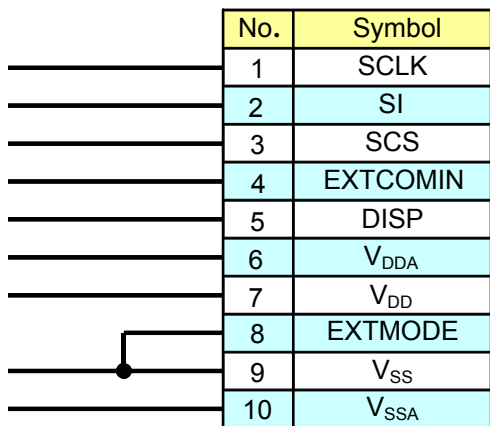 No. Symbol
1 SCLK
2 SI
3 SCS
4 EXTCOMIN
5 DISP
6 VDDA
7 VDD
8 EXTMODE
9 VSS
10 VSSA